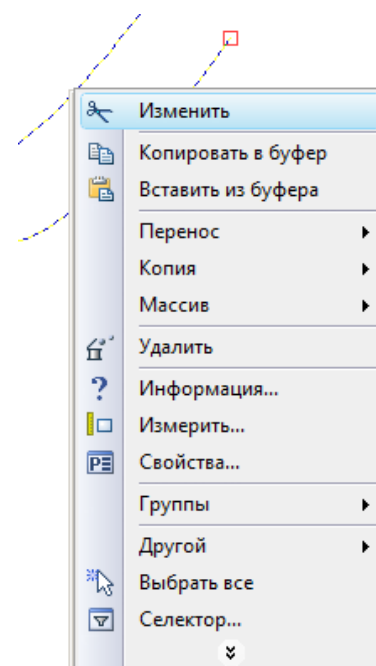 Изменить
Копировать в буфер
Вставить из буфера
Перенос
Копия
Массив
Удалить
Информация...
Измерить...
Свойства...
Группы
Другой
Выбрать все
Селектор...